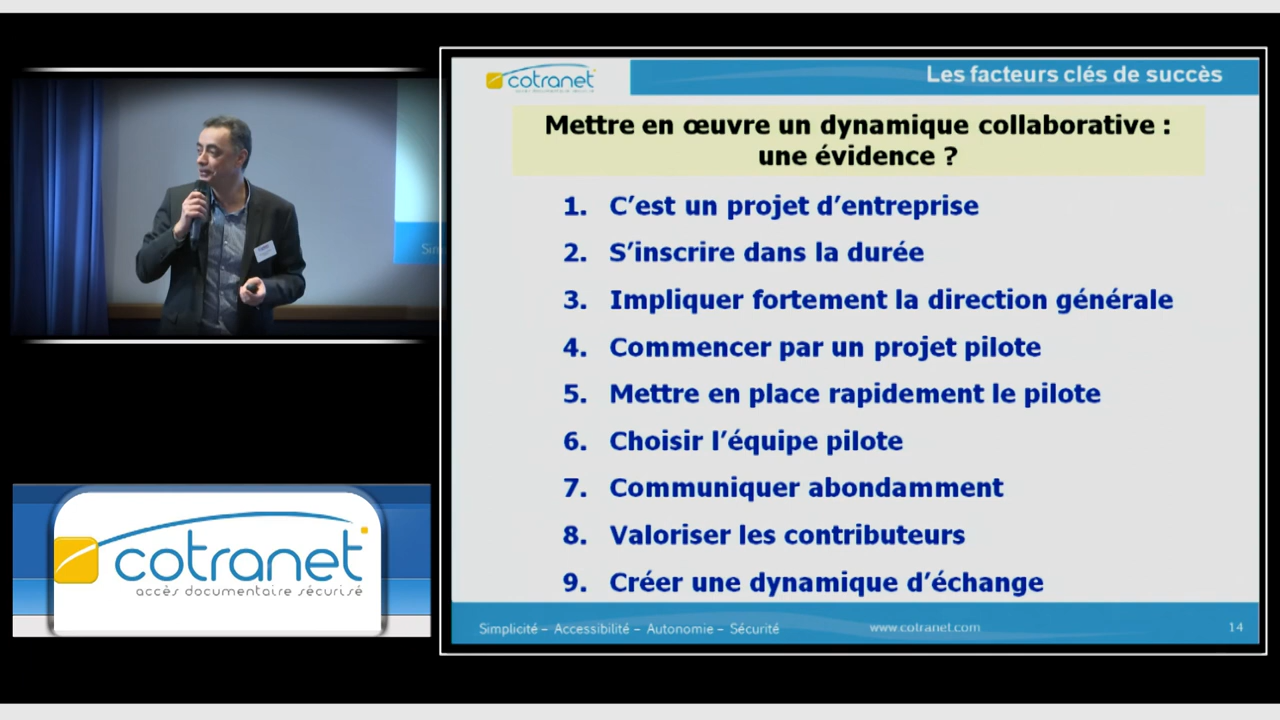 cotranet
Les facteurs clés de succès
Mettre en œuvre un dynamique collaborative :
une évidence ?
1. C’est un projet d’entreprise
2. S’inscrire dans la durée
3. Impliquer fortement la direction générale
4. Commencer par un projet pilote
5. Mettre en place rapidement le pilote
6. Choisir l’équipe pilote
7. Communiquer abondamment
8. Valoriser les contributeurs
9. Créer une dynamique d’échange
Simplicité – Accessibilité – Autonomie – Sécurité
www.cotranet.com
14
cotranet
accès documentaire sécurisé